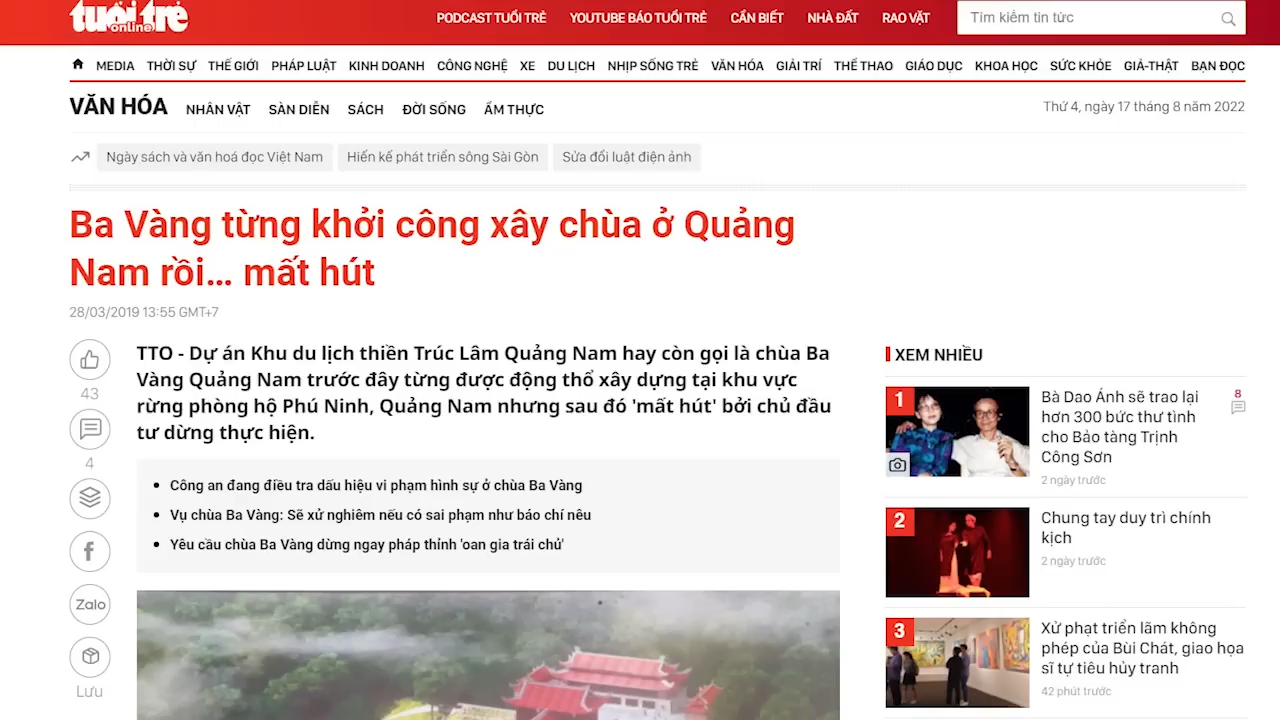 tuổi trẻ
online
PODCAST TUỔI TRẺ YOUTUBE BÁO TUỔI TRẺ CẦN BIẾT NHÀ ĐẤT RAO VẶT
Tìm kiếm tin tức
MEDIA THỜI SỰ THẾ GIỚI PHÁP LUẬT KINH DOANH CÔNG NGHỆ XE DU LỊCH NHỊP SỐNG TRẺ VĂN HÓA GIẢI TRÍ THỂ THAO GIÁO DỤC KHOA HỌC SỨC KHỎE GIẢ-THẬT BẠN ĐỌC
VĂN HÓA NHÂN VẬT SÀN DIỄN SÁCH ĐỜI SỐNG ẨM THỰC
Thứ 4, ngày 17 tháng 8 năm 2022
Ngày sách và văn hoá đọc Việt Nam Hiến kế phát triển sông Sài Gòn Sửa đổi luật điện ảnh
Ba Vàng từng khởi công xây chùa ở Quảng
Nam rồi... mất hút
28/03/2019 13:55 GMT+7
43
4
Zalo
Lưu
TTO - Dự án Khu du lịch thiền Trúc Lâm Quảng Nam hay còn gọi là chùa Ba
Vàng Quảng Nam trước đây từng được động thổ xây dựng tại khu vực
rừng phòng hộ Phú Ninh, Quảng Nam nhưng sau đó 'mất hút' bởi chủ đầu
tư dừng thực hiện.
Công an đang điều tra dấu hiệu vi phạm hình sự ở chùa Ba Vàng
Vụ chùa Ba Vàng: Sẽ xử nghiêm nếu có sai phạm như báo chí nêu
Yêu cầu chùa Ba Vàng dừng ngay pháp thỉnh 'oan gia trái chủ'
XEM NHIỀU
1
Bà Dao Ánh sẽ trao lại
hơn 300 bức thư tình
cho Bảo tàng Trịnh
Công Sơn
8
2 ngày trước
2
Chung tay duy trì chính
kịch
2 ngày trước
3
Xử phạt triển lãm không
phép của Bùi Chát, giao họa
sĩ tự tiêu hủy tranh
42 phút trước